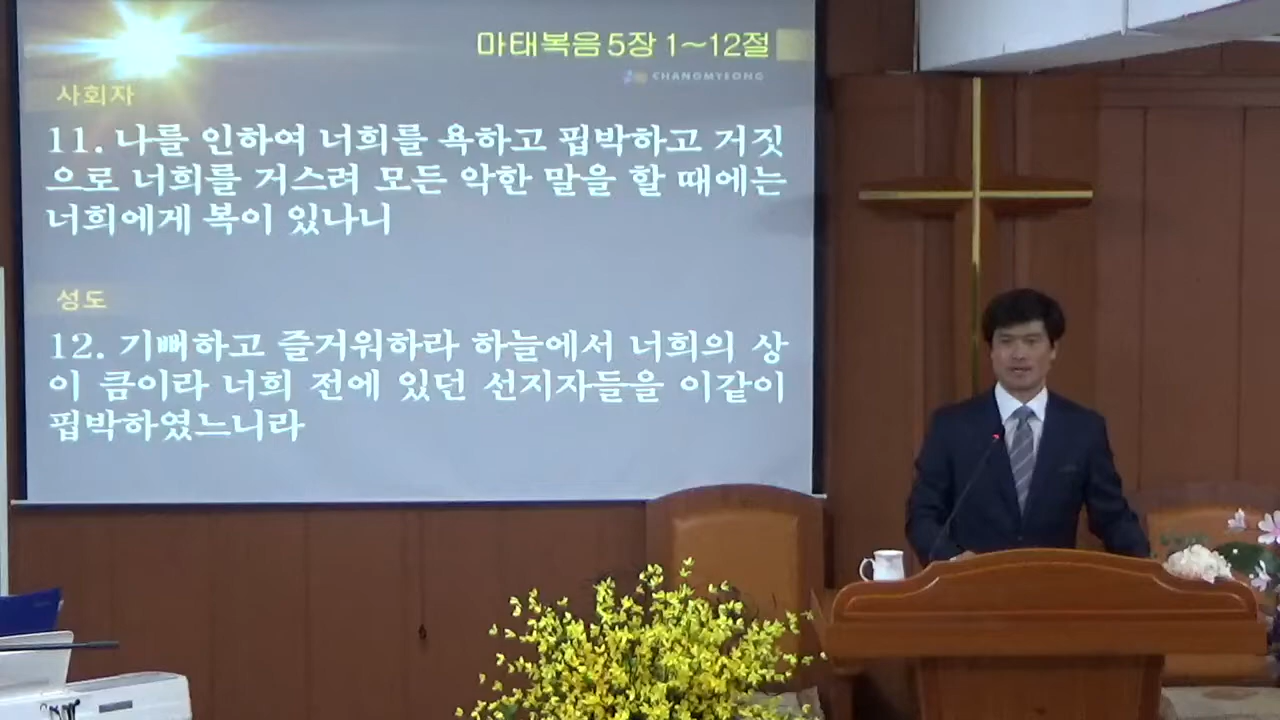 마태복음 5장 1~12절
CHANGMYEONG
사회자
11. 나를 인하여 너희를 욕하고 핍박하고 거짓
으로 너희를 거스려 모든 악한 말을 할 때에는
너희에게 복이 있나니
성도
12. 기뻐하고 즐거워하라 하늘에서 너희의 상
이 큼이라 너희 전에 있던 선지자들을 이같이
핍박하였느니라